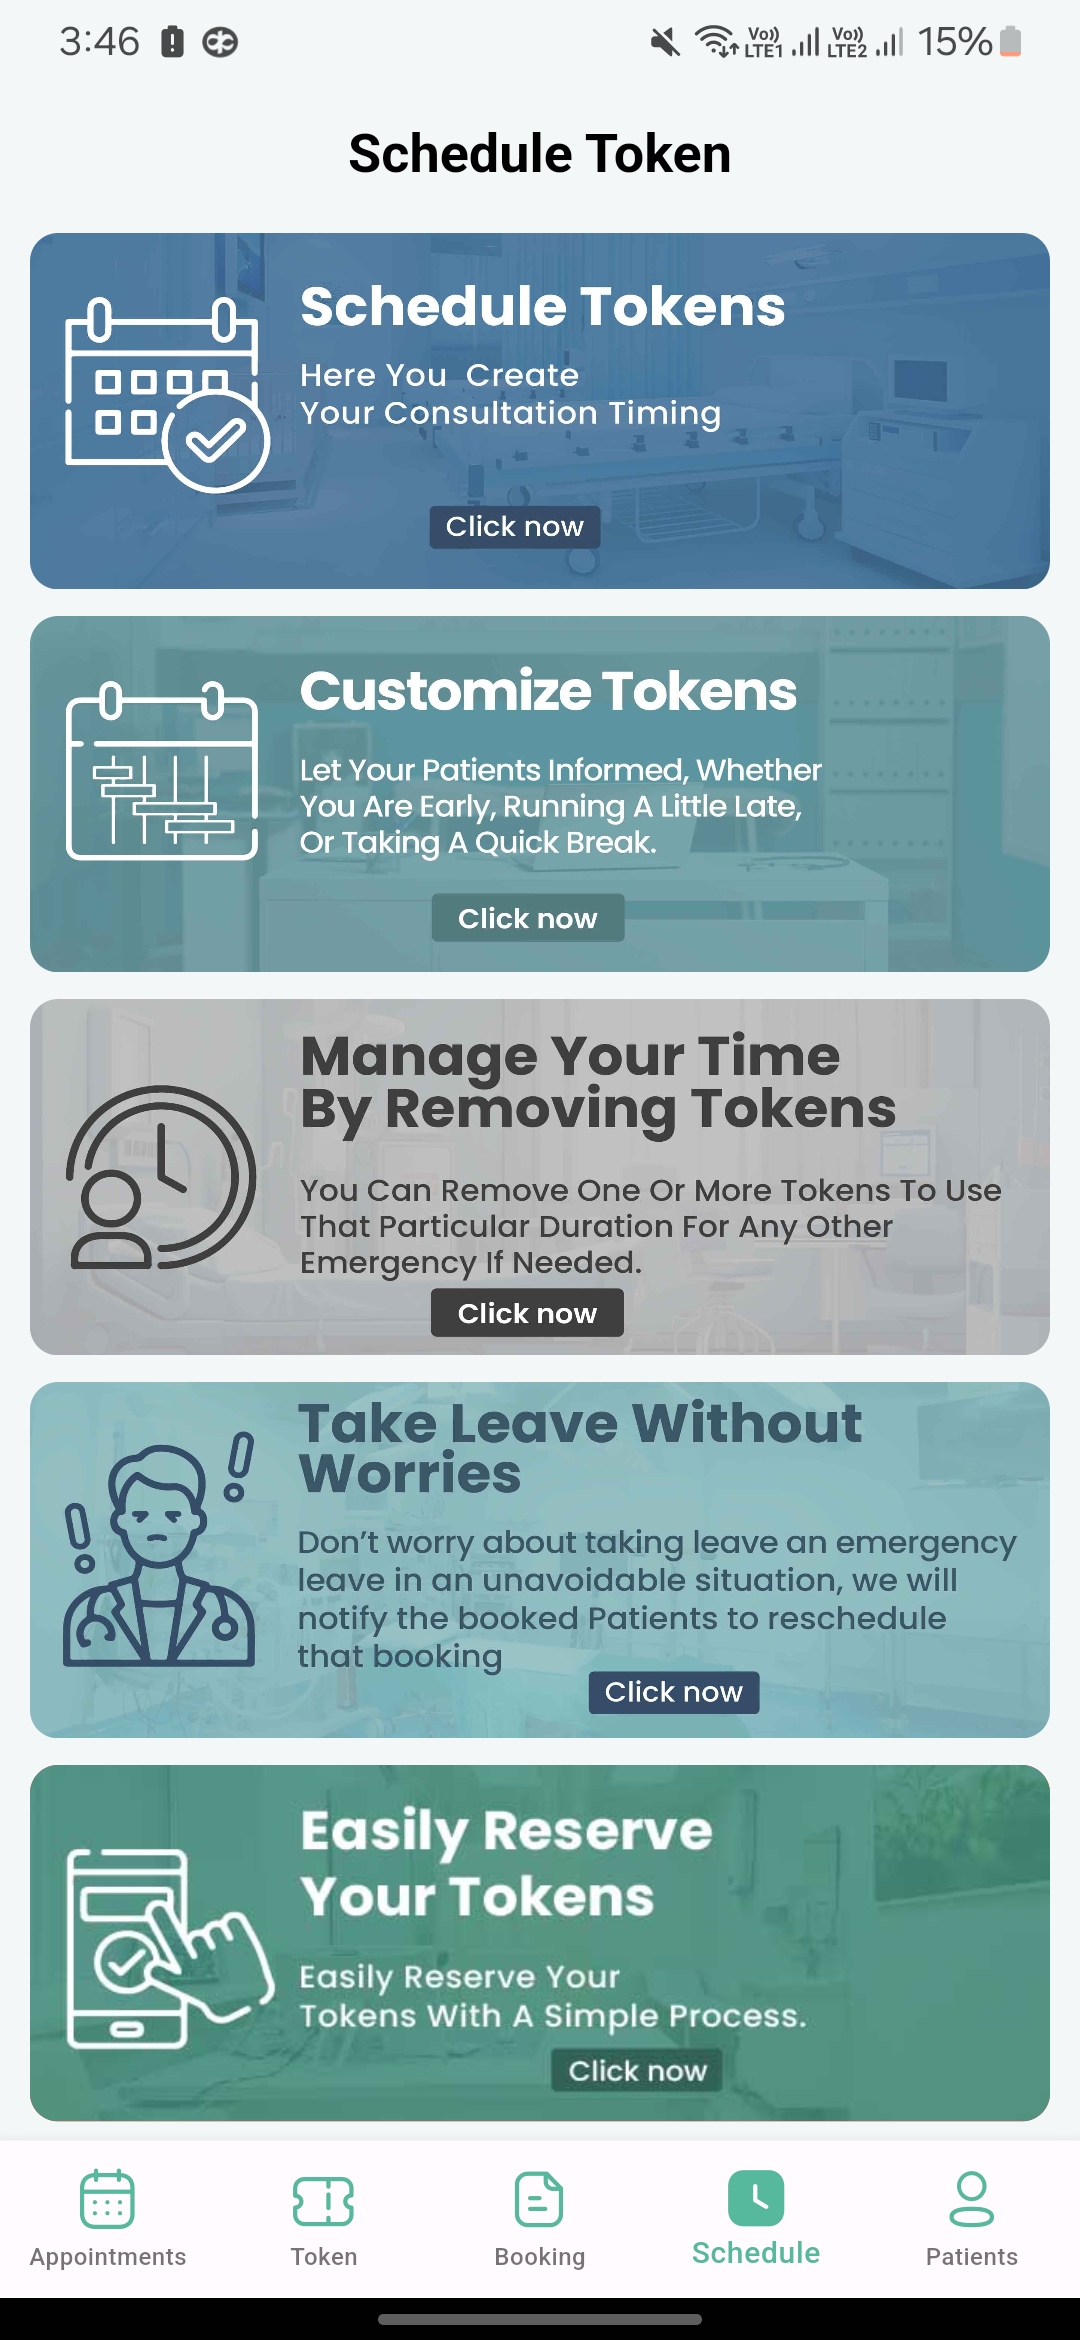 3:46
Vo)) LTE1
Vo)) LTE2
15%
Schedule Token
Schedule Tokens
Here You Create
Your Consultation Timing
Click now
Customize Tokens
Let Your Patients Informed, Whether
You Are Early, Running A Little Late,
Or Taking A Quick Break.
Click now
Manage Your Time
By Removing Tokens
You Can Remove One Or More Tokens To Use
That Particular Duration For Any Other
Emergency If Needed.
Click now
Take Leave Without
Worries
Don’t worry about taking leave an emergency
leave in an unavoidable situation, we will
notify the booked Patients to reschedule
that booking
Click now
Easily Reserve
Your Tokens
Easily Reserve Your
Tokens With A Simple Process.
Click now
Appointments
Token
Booking
Schedule
Patients